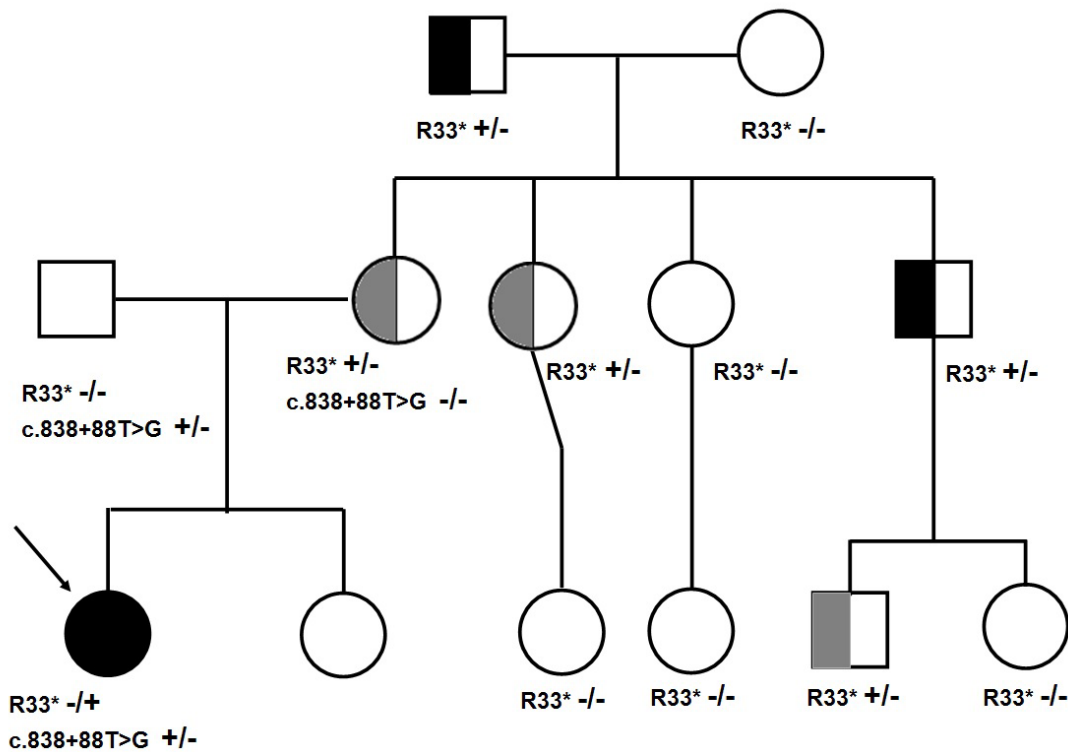 R33* +/-
R33* -/-
R33* -/-
c.838+88T>G +/-
R33* +/-
c.838+88T>G -/-
R33* +/-
R33* -/-
R33* +/-
R33* -/+
c.838+88T>G +/-
R33* -/-
R33* -/-
R33* +/-
R33* -/-